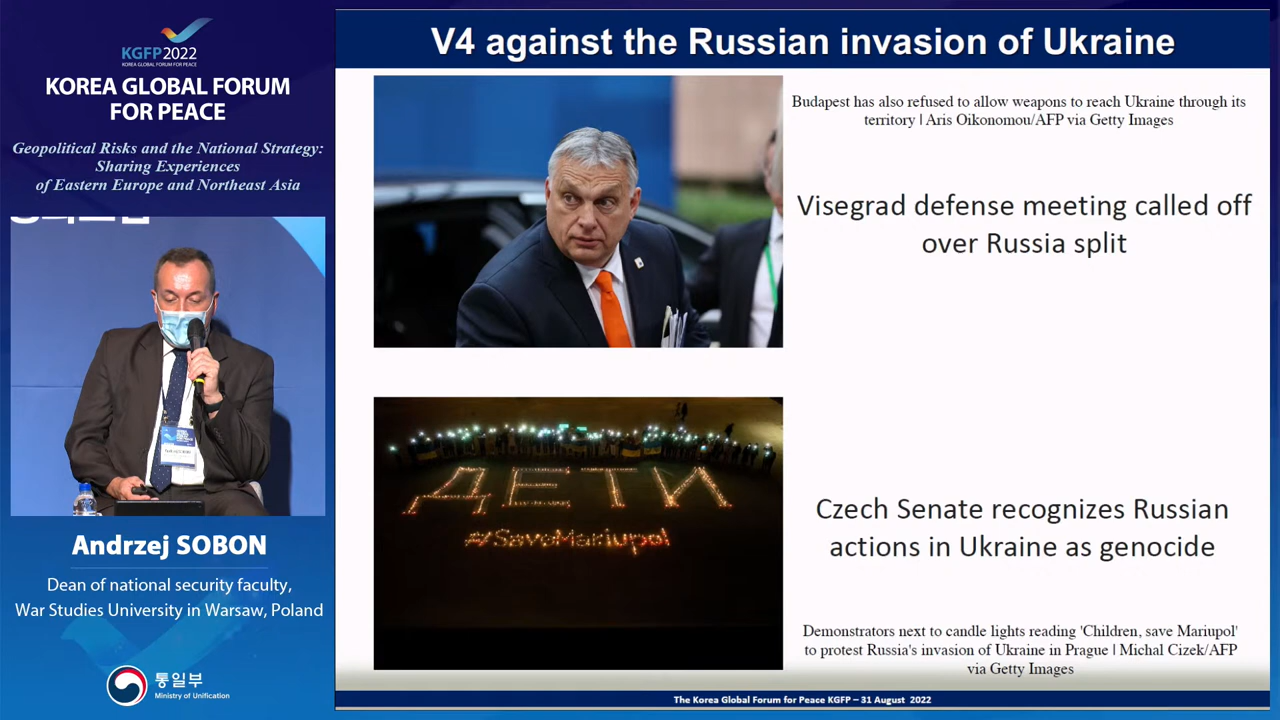 KGFP2022
KOREA GLOBAL FORUM FOR PEACE
KOREA GLOBAL FORUM
FOR PEACE
Geopolitical Risks and the National Strategy:
Sharing Experiences
of Eastern Europe and Northeast Asia
Andrzej SOBON
Dean of national security faculty,
War Studies University in Warsaw, Poland
통일부
Ministry of Unification
V4 against the Russian invasion of Ukraine
Budapest has also refused to allow weapons to reach Ukraine through its
territory | Aris Oikonomou/AFP via Getty Images
Visegrad defense meeting called off
over Russia split
ДЕТИ
#SaveMariupol
Czech Senate recognizes Russian
actions in Ukraine as genocide
Demonstrators next to candle lights reading 'Children, save Mariupol'
to protest Russia's invasion of Ukraine in Prague | Michal Cizek/AFP
via Getty Images
The Korea Global Forum for Peace KGFP – 31 August 2022